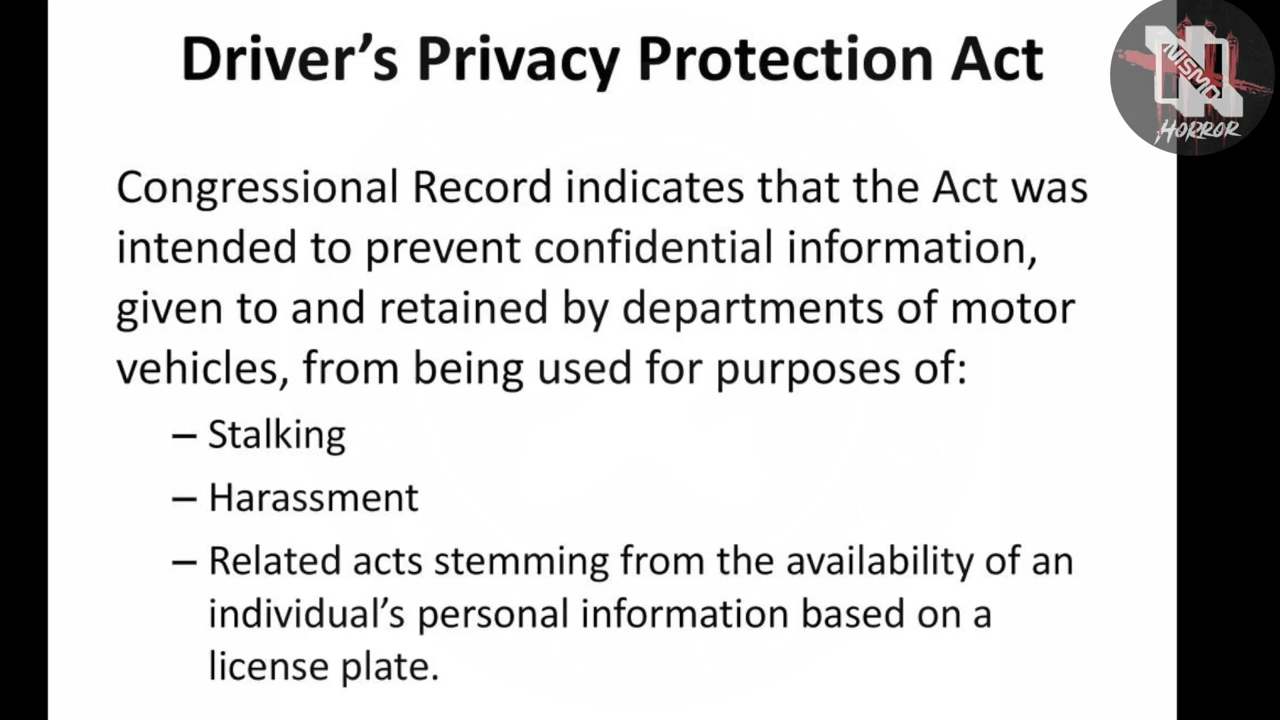 Driver's Privacy Protection Act
NISMO
HORROR
Congressional Record indicates that the Act was
intended to prevent confidential information,
given to and retained by departments of motor
vehicles, from being used for purposes of:
– Stalking
– Harassment
– Related acts stemming from the availability of an
individual's personal information based on a
license plate.